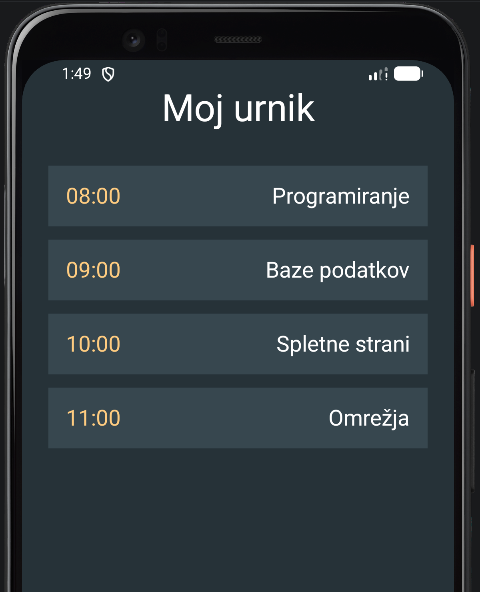 1:49
Moj urnik
08:00 Programiranje
09:00 Baze podatkov
10:00 Spletne strani
11:00 Omrežja